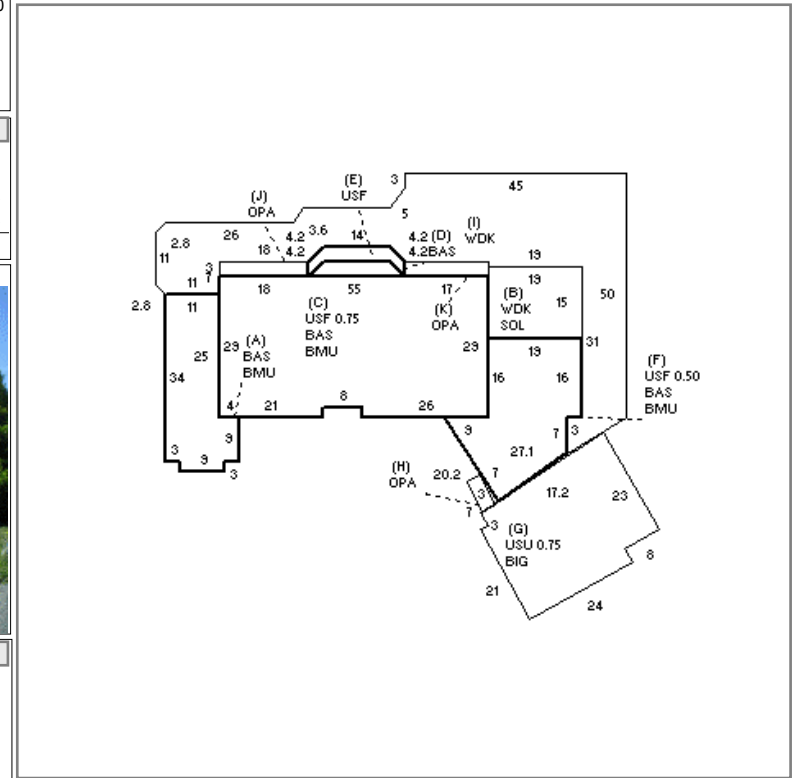 3
45
(E)
USF
(J)
OPA
5
(I)
WDK
2.8
26
4.2
3.6
14
4.2
(D)
18
4.2
4.2
BAS
19
11
3
7
19
11
18
55
17
(B)
WDK
SOL
15
50
2.8
11
(C)
USF 0.75
BAS
BMU
(K)
OPA
29
(A)
BAS
BMU
29
19
31
25
34
16
16
(F)
USF 0.50
BAS
BMU
8
4
21
26
9
9
7
3
3
9
3
27.1
20.2
(H)
OPA
7
3
17.2
23
7
3
(G)
USU 0.75
BIG
8
21
24